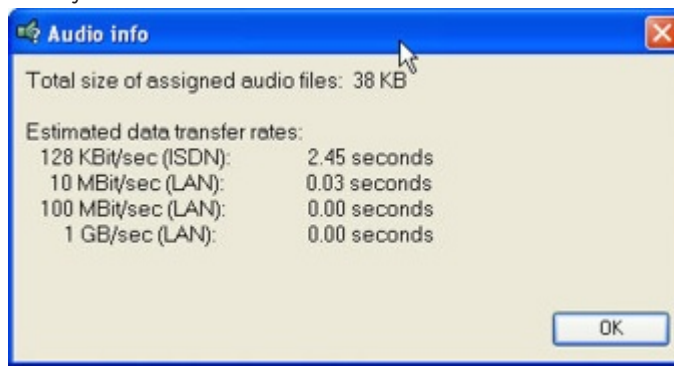 Audio info
Total size of assigned audio files: 38 KB
Estimated data transfer rates:
128 KBit/sec (ISDN): 2.45 seconds
10 MBit/sec (LAN): 0.03 seconds
100 MBit/sec (LAN): 0.00 seconds
1 GB/sec (LAN): 0.00 seconds
OK